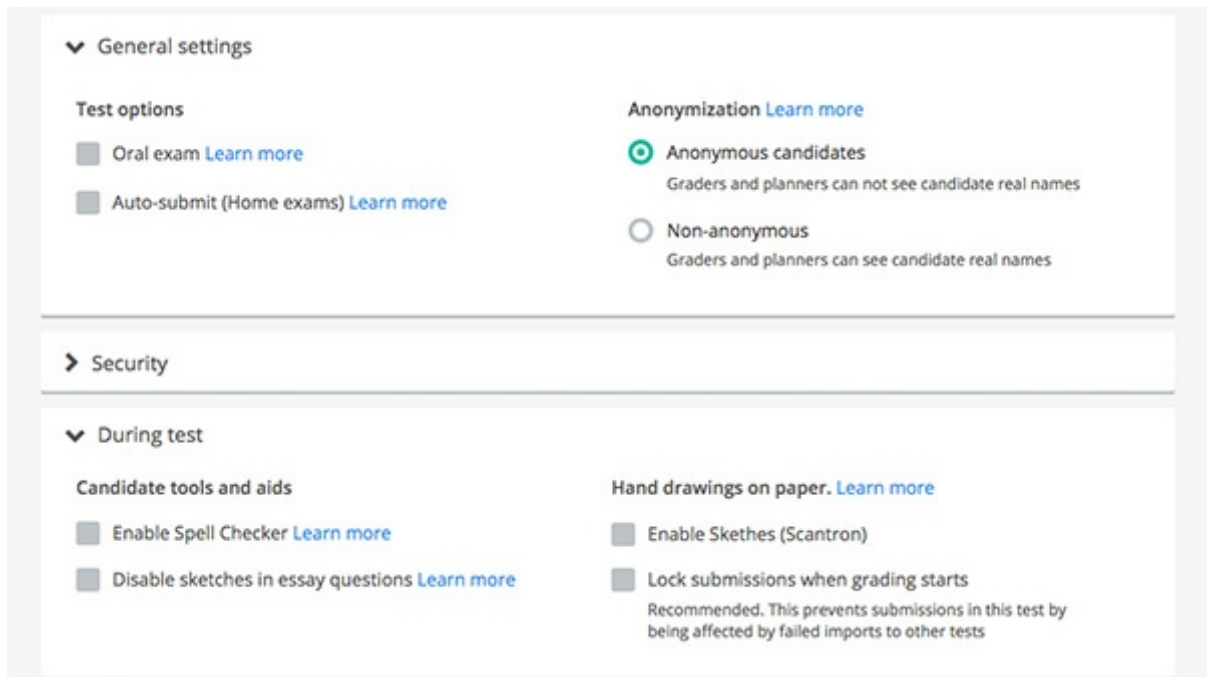 General settings
Test options
Oral exam Learn more
Auto-submit (Home exams) Learn more
Anonymization Learn more
Anonymous candidates
Graders and planners can not see candidate real names
Non-anonymous
Graders and planners can see candidate real names
Security
During test
Candidate tools and aids
Enable Spell Checker Learn more
Disable sketches in essay questions Learn more
Hand drawings on paper. Learn more
Enable Skethes (Scantron)
Lock submissions when grading starts
Recommended. This prevents submissions in this test by
being affected by failed imports to other tests